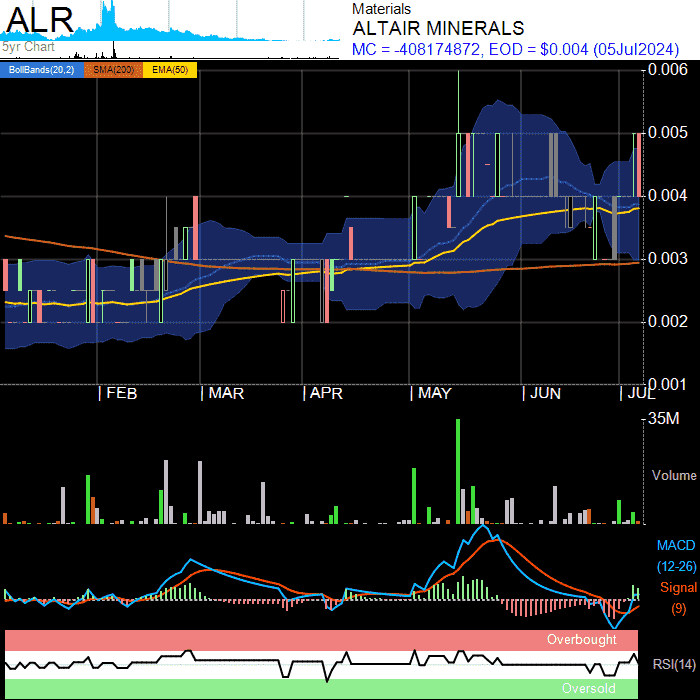 ALR
5yr Chart
Materials
ALTAIR MINERALS
MC = -408174872, EOD = $0.004 (05Jul2024)
BollBands(20,2) SMA(200) EMA(50)
0.006
0.005
0.004
0.003
0.002
0.001
| FEB | MAR | APR | MAY | JUN | JUL
35M
Volume
MACD
(12-26)
Signal
(9)
Overbought
RSI(14)
Oversold